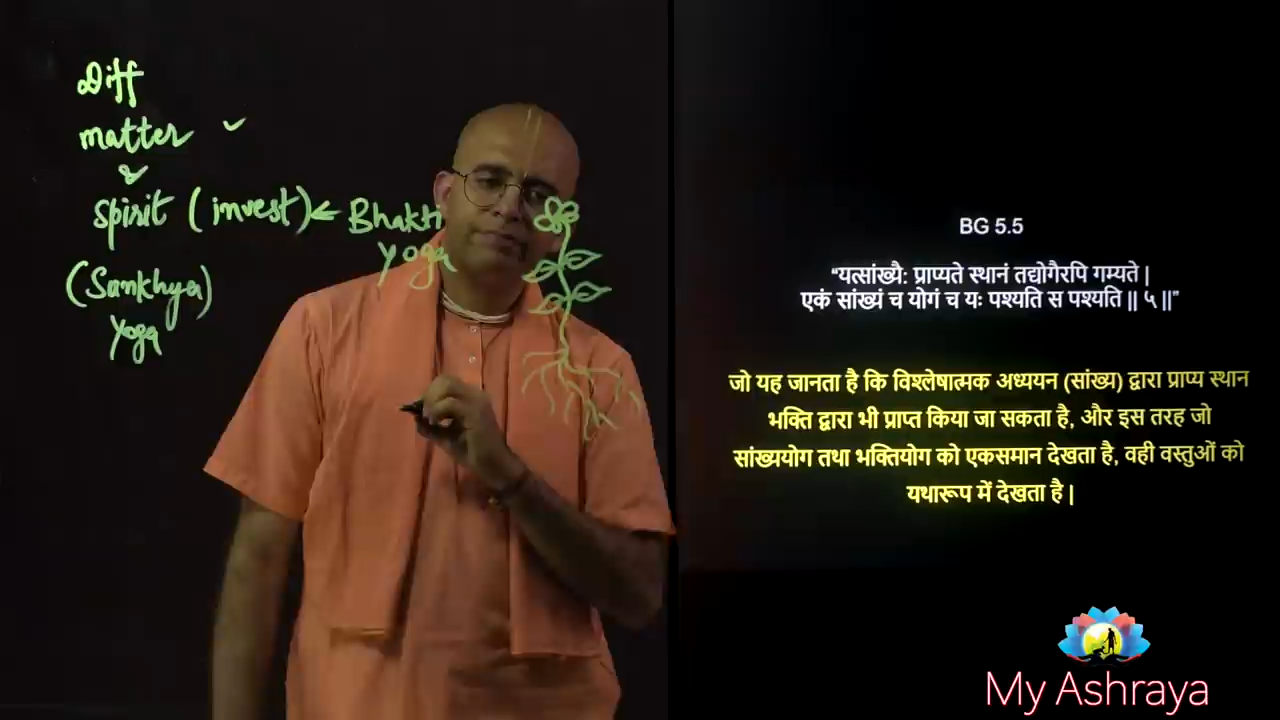 Diff
matter
&
spirit (invest) ← Bhakti
yoga
(Sankhya)
Yoga
BG 5.5
“यत्सांख्यै: प्राप्यते स्थानं तद्योगैरपि गम्यते |
एकं सांख्यं च योगं च यः पश्यति स पश्यति || ५ ||”
जो यह जानता है कि विश्लेषात्मक अध्ययन (सांख्य) द्वारा प्राप्य स्थान
भक्ति द्वारा भी प्राप्त किया जा सकता है, और इस तरह जो
सांख्ययोग तथा भक्तियोग को एकसमान देखता है, वही वस्तुओं को
यथारूप में देखता है |
My Ashraya